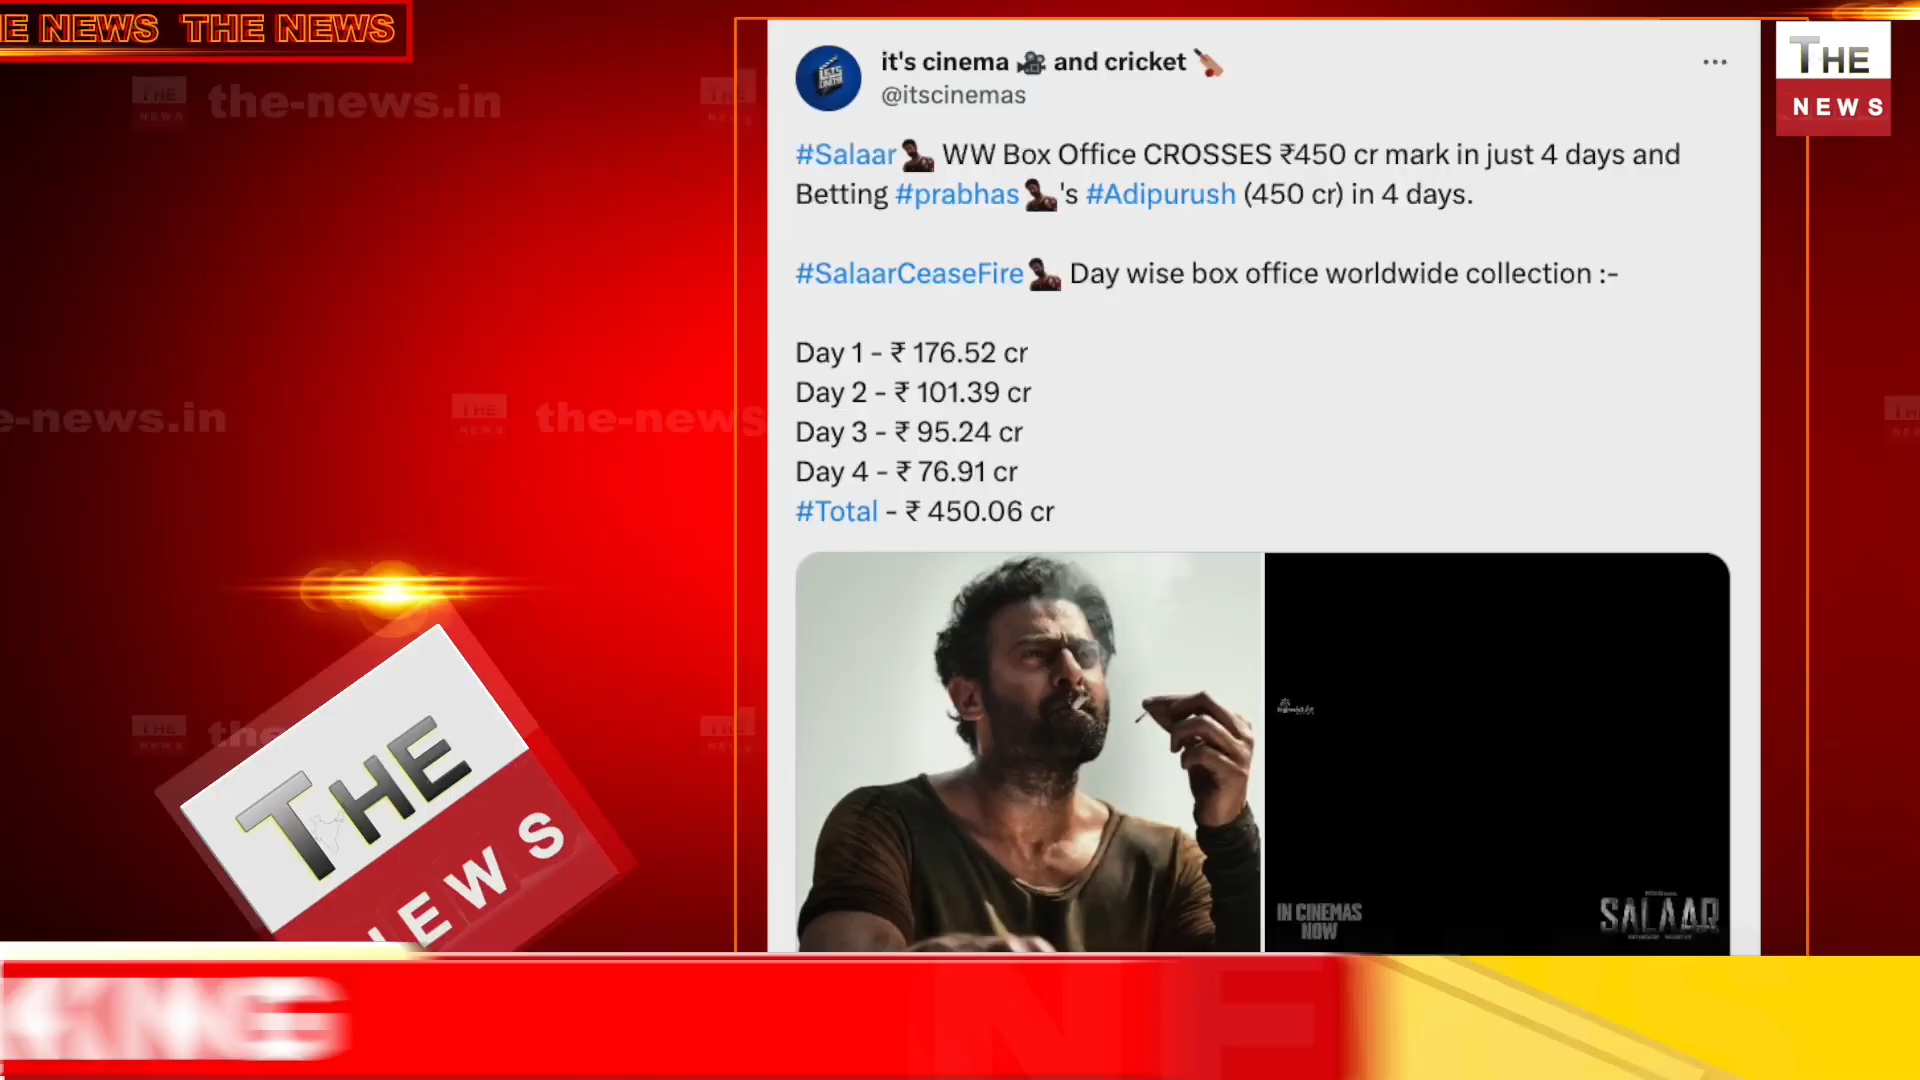 THE NEWS THE NEWS
the-news.in
it's cinema 🎥 and cricket 🏏
@itscinemas
THE
NEWS
#Salaar WW Box Office CROSSES ₹450 cr mark in just 4 days and
Betting #prabhas's #Adipurush (450 cr) in 4 days.
#SalaarCeaseFire Day wise box office worldwide collection :-
Day 1 - ₹ 176.52 cr
Day 2 - ₹ 101.39 cr
Day 3 - ₹ 95.24 cr
Day 4 - ₹ 76.91 cr
#Total - ₹ 450.06 cr
e-news.in
THE
NEWS
the-news
THE
NEWS
IN CINEMAS
NOW
SALAAR